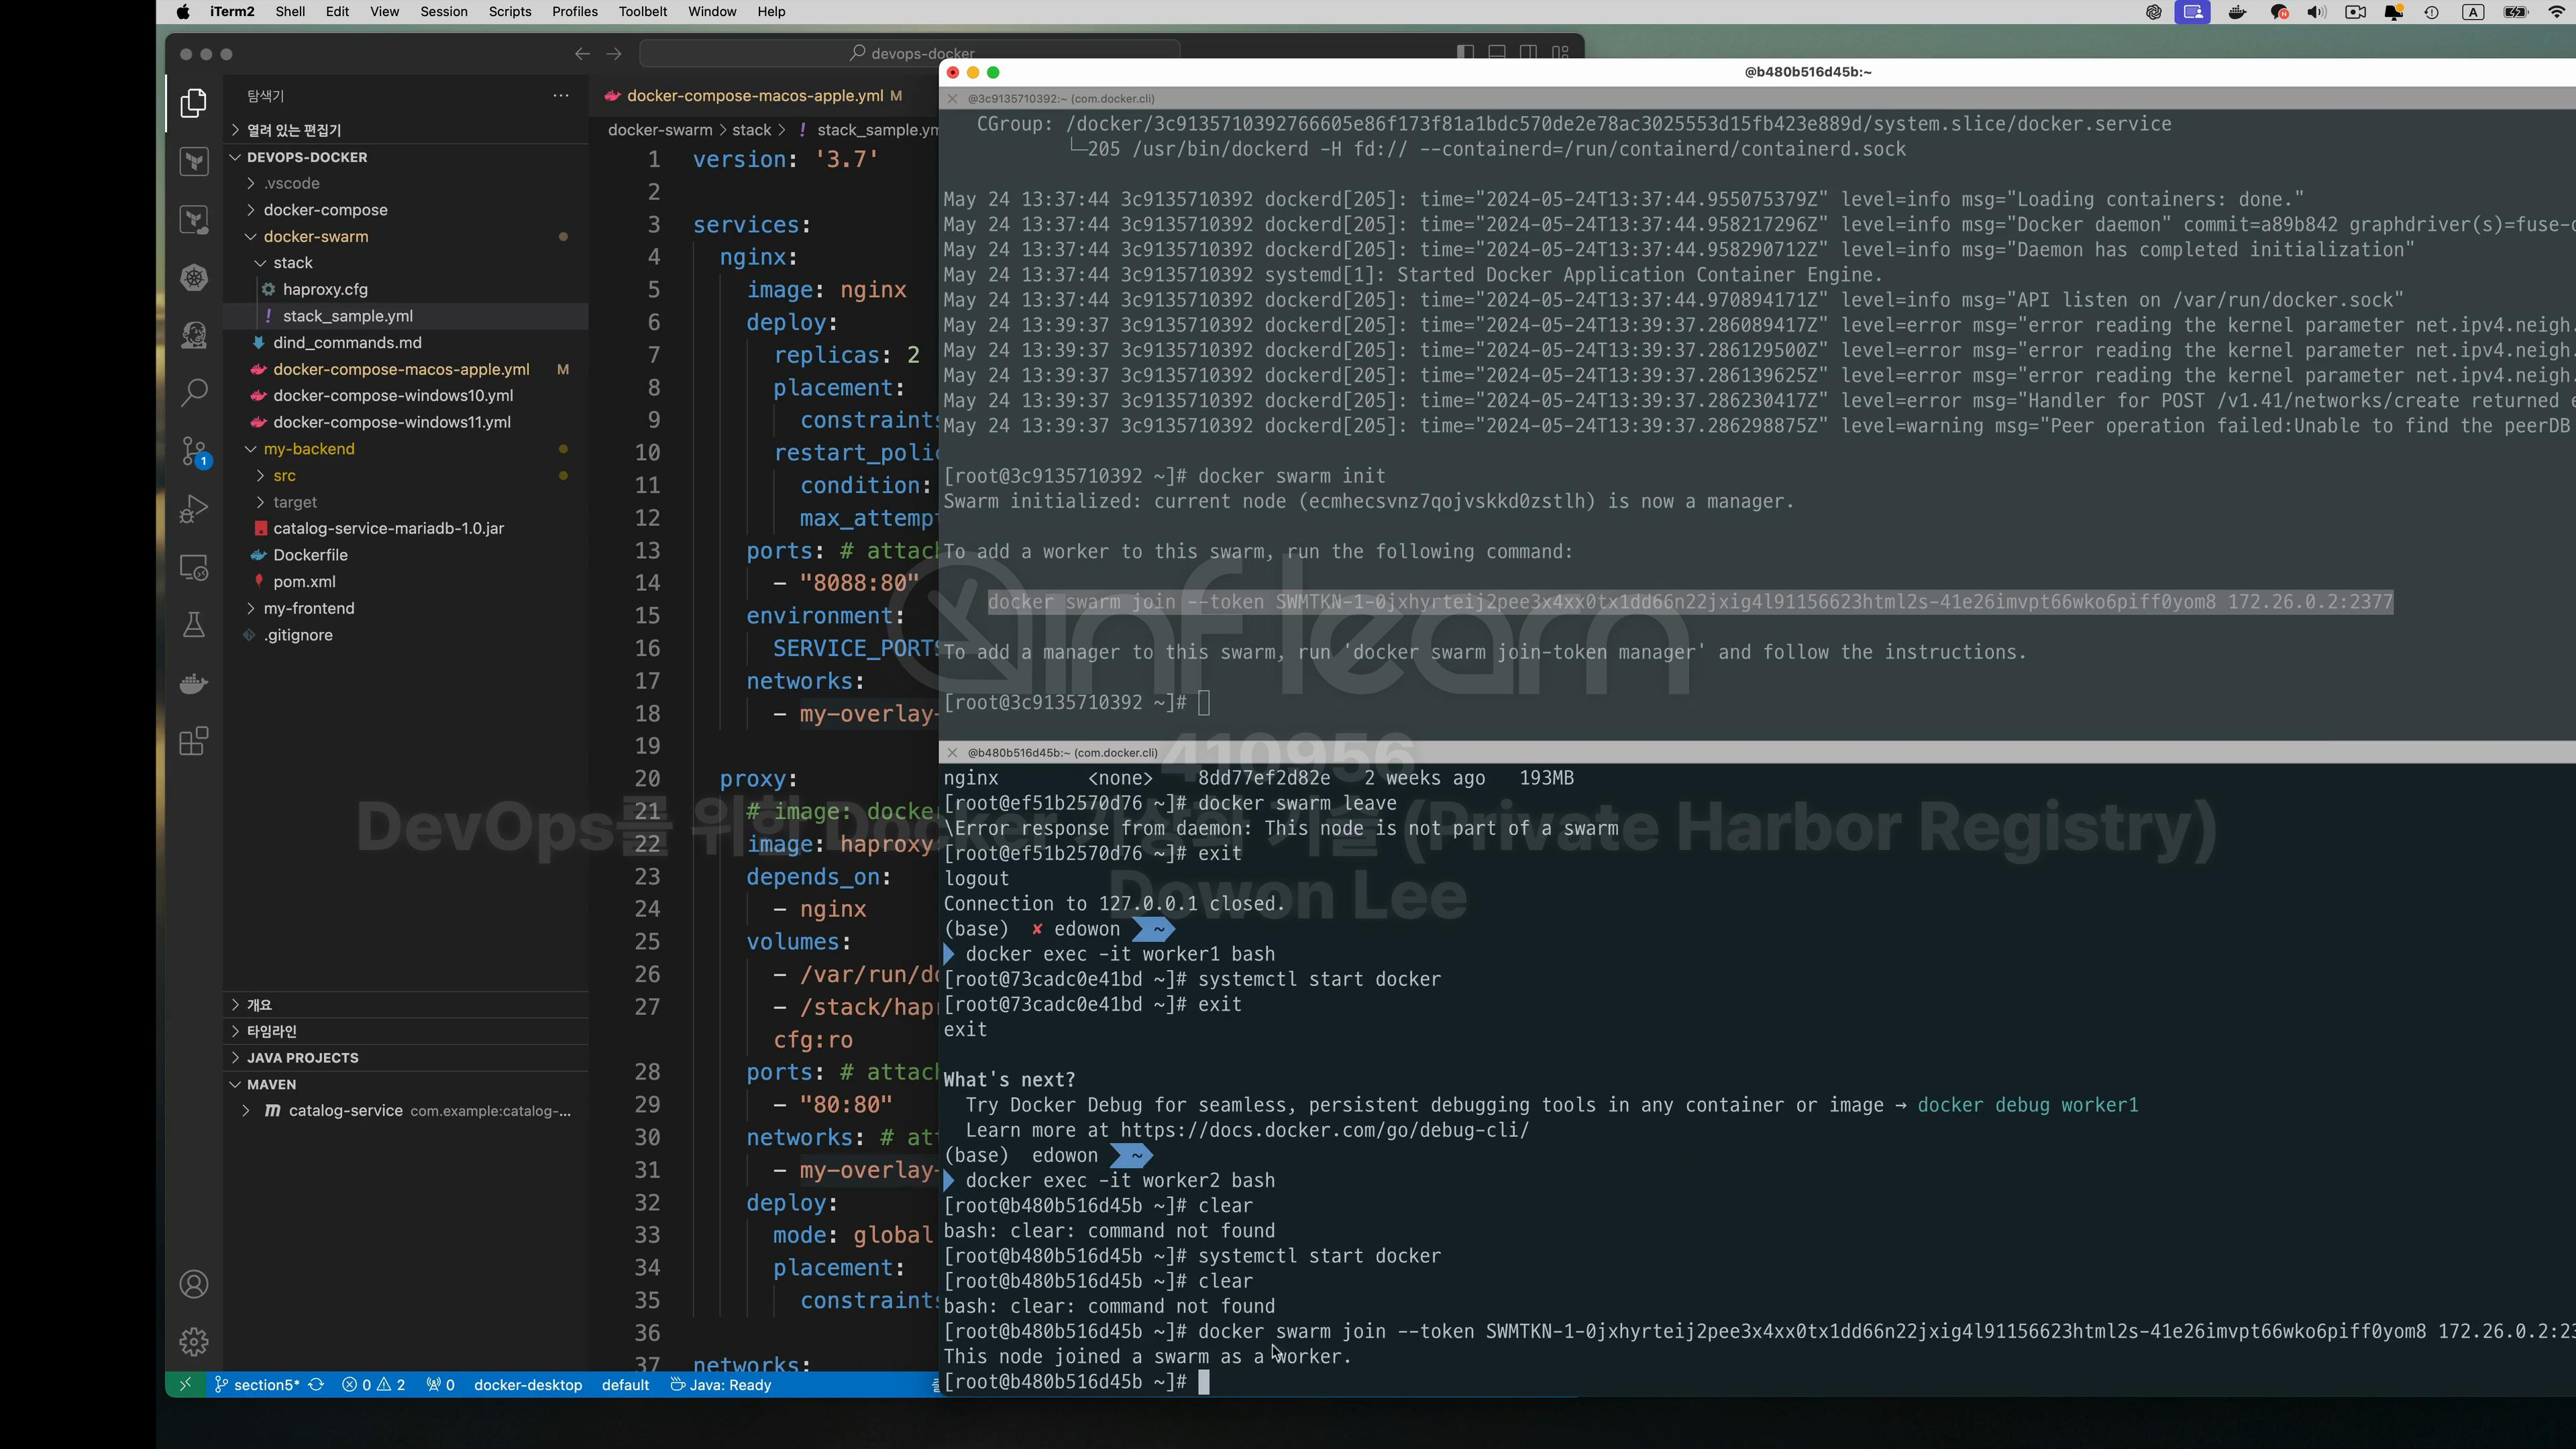 iTerm2 Shell Edit View Session Scripts Profiles Toolbelt Window Help
devops-docker
탐색기
열려 있는 편집기
DEVOPS-DOCKER
.vscode
docker-compose
docker-swarm
stack
haproxy.cfg
! stack_sample.yml
dind_commands.md
docker-compose-macos-apple.yml M
docker-compose-windows10.yml
docker-compose-windows11.yml
my-backend
src
target
catalog-service-mariadb-1.0.jar
Dockerfile
pom.xml
my-frontend
.gitignore
1
개요
타임라인
JAVA PROJECTS
MAVEN
catalog-service com.example:catalog-...
docker-compose-macos-apple.yml M
docker-swarm > stack > ! stack_sample.ym
1 version: '3.7'
2
3 services:
4 nginx:
5 image: nginx
6 deploy:
7 replicas: 2
8 placement:
9 constraints
10 restart_polic
11 condition:
12 max_attempt
13 ports: # attach
14 - "8088:80"
15 environment:
16 SERVICE_PORTS
17 networks:
18 - my-overlay-
19
20 proxy:
21 # image: docke
22 image: haproxy
23 depends_on:
24 - nginx
25 volumes:
26 - /var/run/do
27 - /stack/hapr
cfg:ro
28 ports: # attach
29 - "80:80"
30 networks: # att
31 - my-overlay-
32 deploy:
33 mode: global
34 placement:
35 constraints
36
37 networks:
section5* 0 2 0 docker-desktop default Java: Ready
@b480b516d45b:~
@3c9135710392:~ (com.docker.cli)
CGroup: /docker/3c9135710392766605e86f173f81a1bdc570de2e78ac3025553d15fb423e889d/system.slice/docker.service
└─205 /usr/bin/dockerd -H fd:// --containerd=/run/containerd/containerd.sock
May 24 13:37:44 3c9135710392 dockerd[205]: time="2024-05-24T13:37:44.955075379Z" level=info msg="Loading containers: done."
May 24 13:37:44 3c9135710392 dockerd[205]: time="2024-05-24T13:37:44.958217296Z" level=info msg="Docker daemon" commit=a89b842 graphdriver(s)=fuse-o
May 24 13:37:44 3c9135710392 dockerd[205]: time="2024-05-24T13:37:44.958290712Z" level=info msg="Daemon has completed initialization"
May 24 13:37:44 3c9135710392 systemd[1]: Started Docker Application Container Engine.
May 24 13:37:44 3c9135710392 dockerd[205]: time="2024-05-24T13:37:44.970894171Z" level=info msg="API listen on /var/run/docker.sock"
May 24 13:39:37 3c9135710392 dockerd[205]: time="2024-05-24T13:39:37.286089417Z" level=error msg="error reading the kernel parameter net.ipv4.neigh.
May 24 13:39:37 3c9135710392 dockerd[205]: time="2024-05-24T13:39:37.286129500Z" level=error msg="error reading the kernel parameter net.ipv4.neigh.
May 24 13:39:37 3c9135710392 dockerd[205]: time="2024-05-24T13:39:37.286139625Z" level=error msg="error reading the kernel parameter net.ipv4.neigh.
May 24 13:39:37 3c9135710392 dockerd[205]: time="2024-05-24T13:39:37.286230417Z" level=error msg="Handler for POST /v1.41/networks/create returned e
May 24 13:39:37 3c9135710392 dockerd[205]: time="2024-05-24T13:39:37.286298875Z" level=warning msg="Peer operation failed:Unable to find the peerDB
[root@3c9135710392 ~]# docker swarm init
Swarm initialized: current node (ecmhecsvnz7qojvskkd0zstlh) is now a manager.
To add a worker to this swarm, run the following command:
docker swarm join --token SWMTKN-1-0jxhyrteij2pee3x4xx0tx1dd66n22jxig4l91156623html2s-41e26imvpt66wko6piff0yom8 172.26.0.2:2377
To add a manager to this swarm, run 'docker swarm join-token manager' and follow the instructions.
[root@3c9135710392 ~]#
@b480b516d45b:~ (com.docker.cli)
nginx <none> 8dd77ef2d82e 2 weeks ago 193MB
[root@ef51b2570d76 ~]# docker swarm leave
\Error response from daemon: This node is not part of a swarm
[root@ef51b2570d76 ~]# exit
logout
Connection to 127.0.0.1 closed.
(base) ✘ edowon ~
docker exec -it worker1 bash
[root@73cadc0e41bd ~]# systemctl start docker
[root@73cadc0e41bd ~]# exit
exit
What's next?
Try Docker Debug for seamless, persistent debugging tools in any container or image → docker debug worker1
Learn more at https://docs.docker.com/go/debug-cli/
(base) edowon ~
docker exec -it worker2 bash
[root@b480b516d45b ~]# clear
bash: clear: command not found
[root@b480b516d45b ~]# systemctl start docker
[root@b480b516d45b ~]# clear
bash: clear: command not found
[root@b480b516d45b ~]# docker swarm join --token SWMTKN-1-0jxhyrteij2pee3x4xx0tx1dd66n22jxig4l91156623html2s-41e26imvpt66wko6piff0yom8 172.26.0.2:23
This node joined a swarm as a worker.
[root@b480b516d45b ~]#
inflearn
410956
DevOps를 위한 Docker 가상화 기술 (Private Harbor Registry)
Dowon Lee